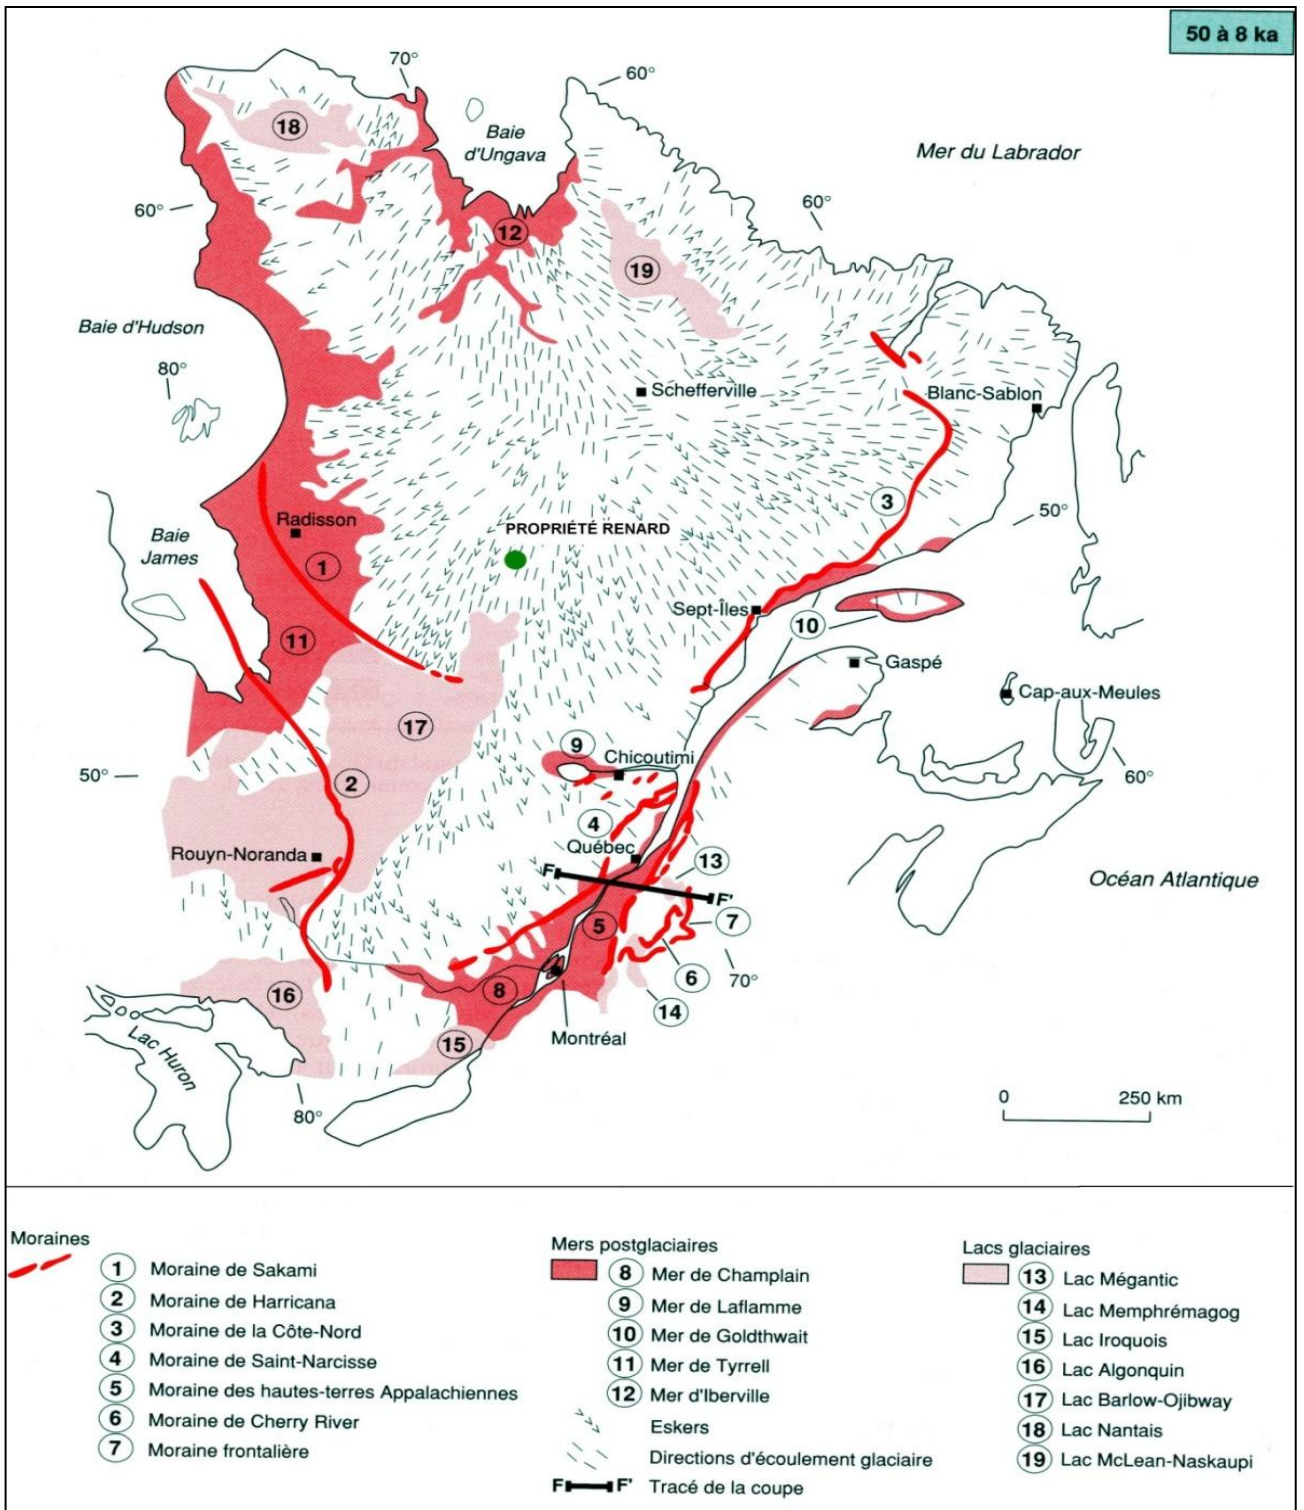 50 à 8 ka
70°
60°
18
Baie
d'Ungava
Mer du Labrador
60°
60°
12
19
Baie d'Hudson
80°
Schefferville
Blanc-Sablon
3
50°
Radisson
PROPRIÉTÉ RENARD
Baie
James
1
Sept-Îles
10
11
Gaspé
Cap-aux-Meules
17
9
Chicoutimi
50°
2
60°
4
Québec
Rouyn-Noranda
13
F
F'
Océan Atlantique
5
7
6
70°
16
8
14
15
Montréal
Lac Huron
80°
0
250 km
Moraines
1 Moraine de Sakami
2 Moraine de Harricana
3 Moraine de la Côte-Nord
4 Moraine de Saint-Narcisse
5 Moraine des hautes-terres Appalachiennes
6 Moraine de Cherry River
7 Moraine frontalière
Mers postglaciaires
8 Mer de Champlain
9 Mer de Laflamme
10 Mer de Goldthwait
11 Mer de Tyrrell
12 Mer d'Iberville
Eskers
Directions d'écoulement glaciaire
F F' Tracé de la coupe
Lacs glaciaires
13 Lac Mégantic
14 Lac Memphrémagog
15 Lac Iroquois
16 Lac Algonquin
17 Lac Barlow-Ojibway
18 Lac Nantais
19 Lac McLean-Naskaupi